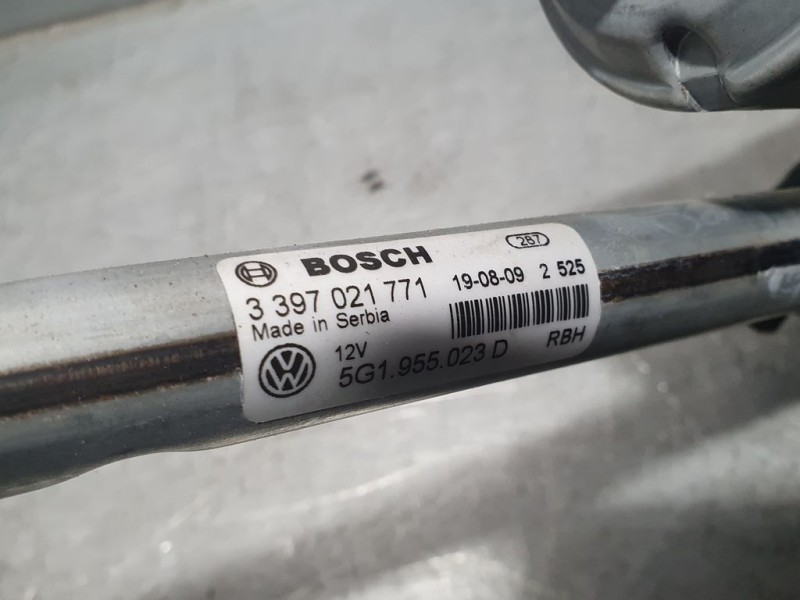 BOSCH 287
3 397 021 771 19-08-09 2 525
Made in Serbia
12V RBH
5G1.955.023 D